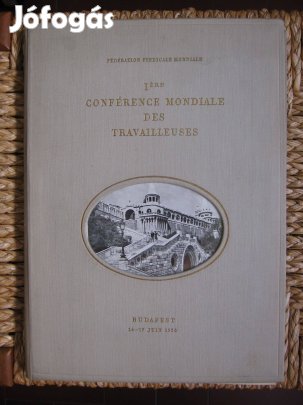 Jófogás
FÉDÉRATION SYNDICALE MONDIALE
1ÈRE
CONFÉRENCE MONDIALE
DES
TRAVAILLEUSES
BUDAPEST
14-17 JUIN 1956